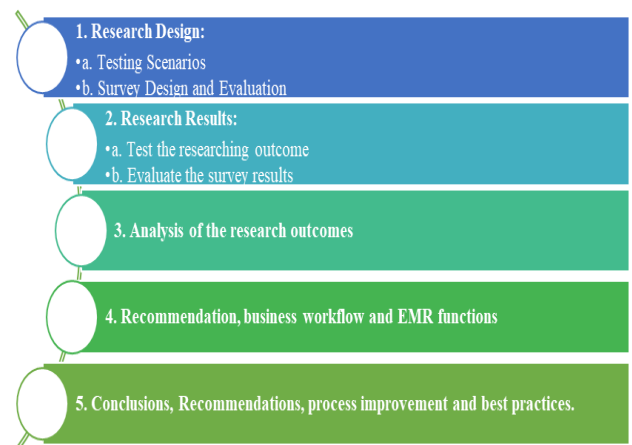 1. Research Design:
•a. Testing Scenarios
•b. Survey Design and Evaluation
2. Research Results:
•a. Test the researching outcome
•b. Evaluate the survey results
3. Analysis of the research outcomes
4. Recommendation, business workflow and EMR functions
5. Conclusions, Recommendations, process improvement and best practices.